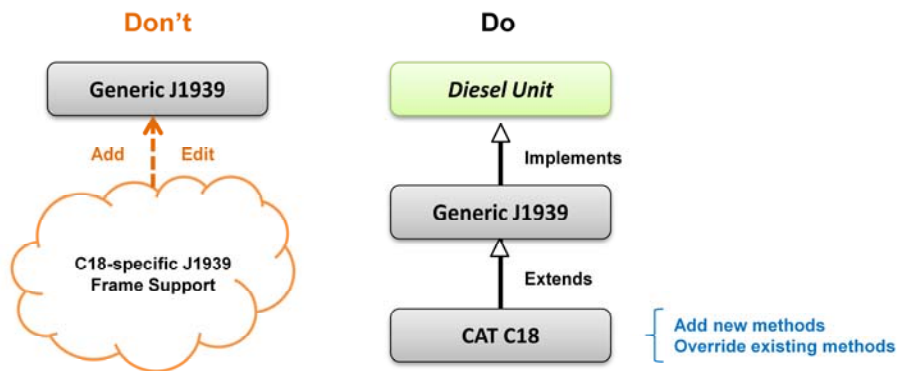 Don't
Generic J1939
Add
Edit
C18-specific J1939
Frame Support
Do
Diesel Unit
Implements
Generic J1939
Extends
CAT C18
Add new methods
Override existing methods